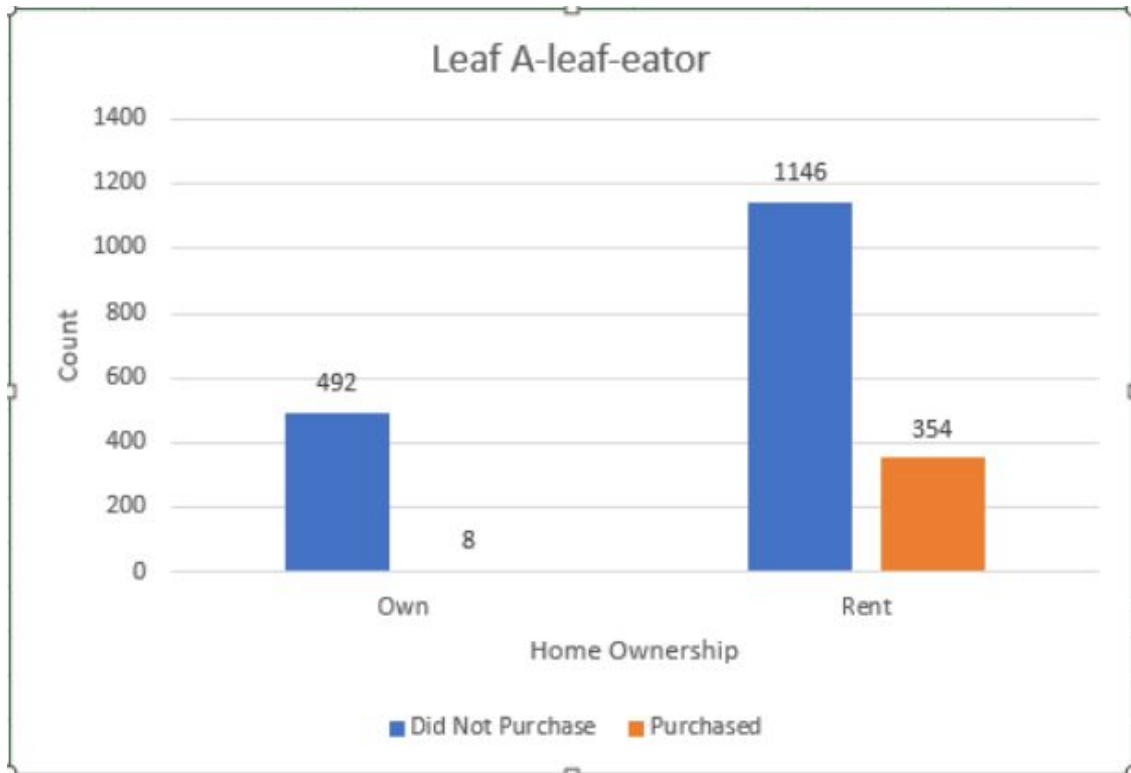 Leaf A-leaf-eator
1400
1200
1000
800
600
400
200
0
Count
492
8
1146
354
Own
Rent
Home Ownership
Did Not Purchase
Purchased